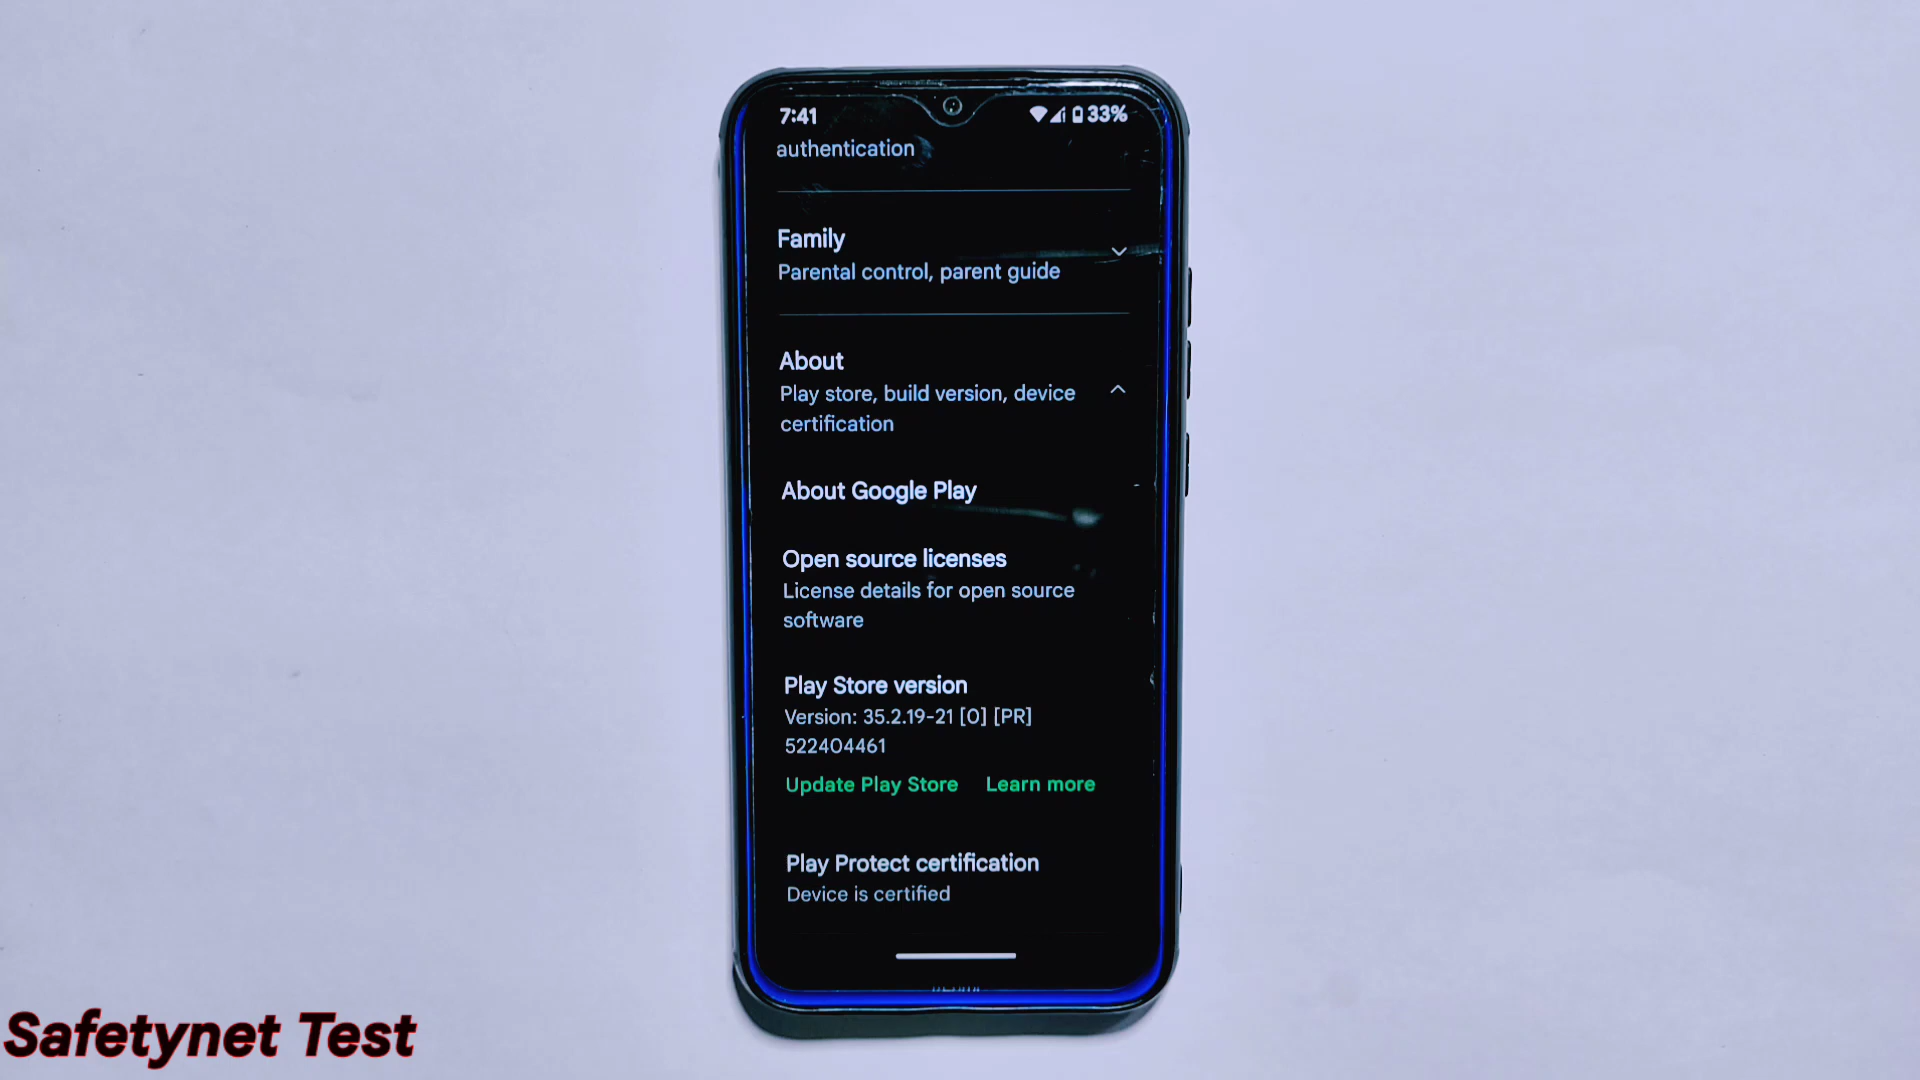 7:41
33%
authentication
Family
Parental control, parent guide
About
Play store, build version, device
certification
About Google Play
Open source licenses
License details for open source
software
Play Store version
Version: 35.2.19-21 [0] [PR]
522404461
Update Play Store Learn more
Play Protect certification
Device is certified
Safetynet Test